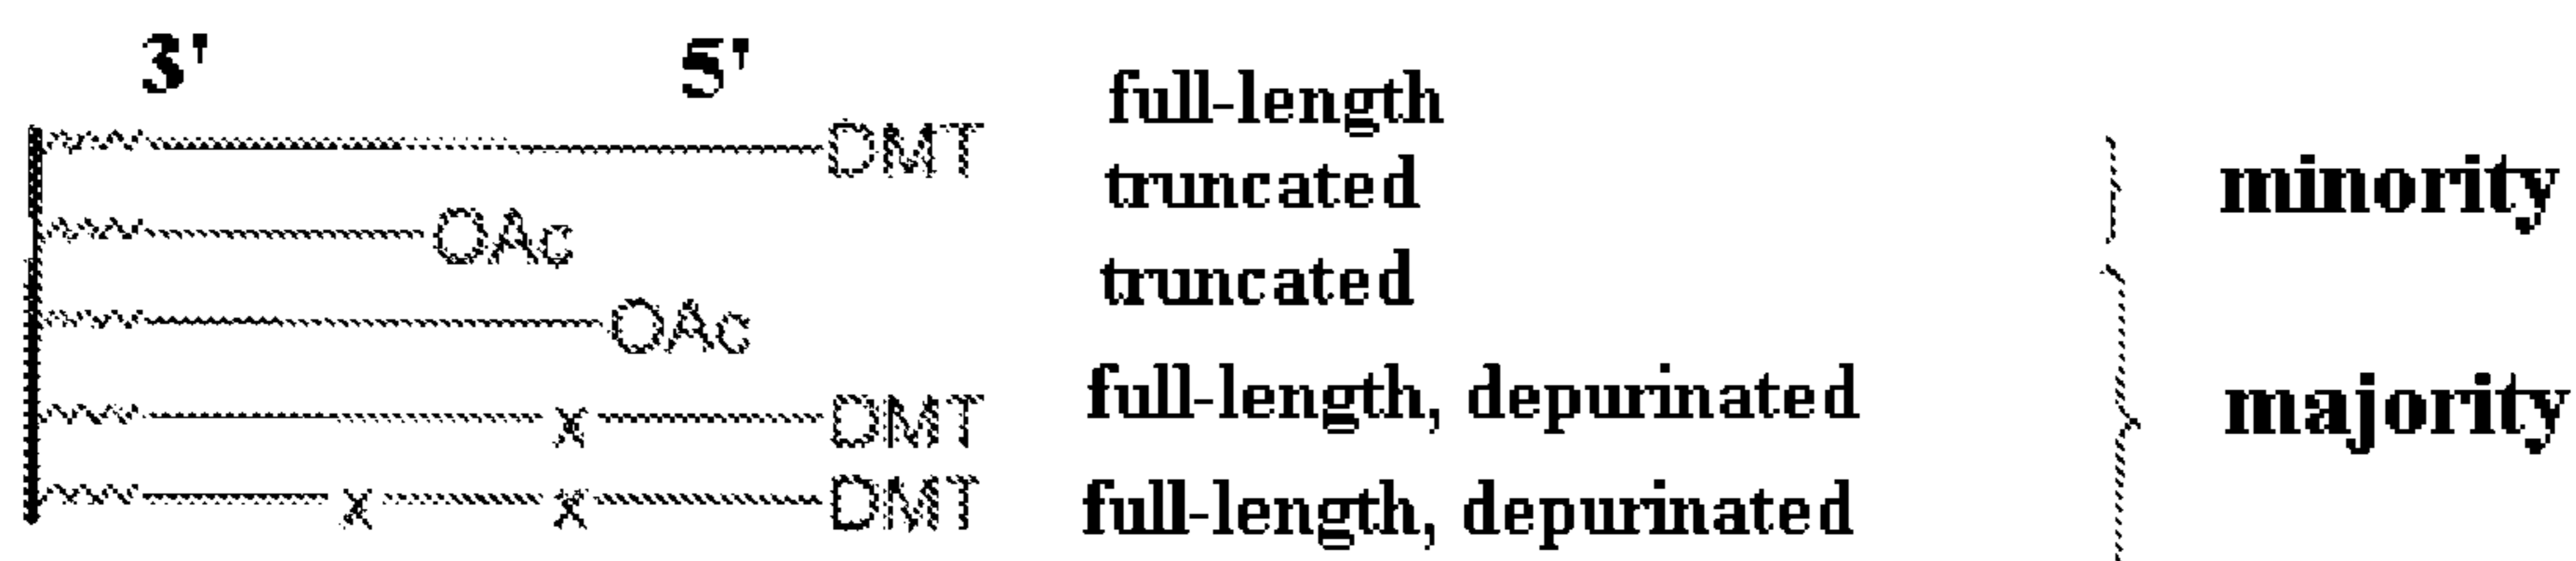 3' 5'
DMT full-length
OAc truncated minority
OAc truncated
DMT full-length, depurinated majority
x
DMT full-length, depurinated
x x